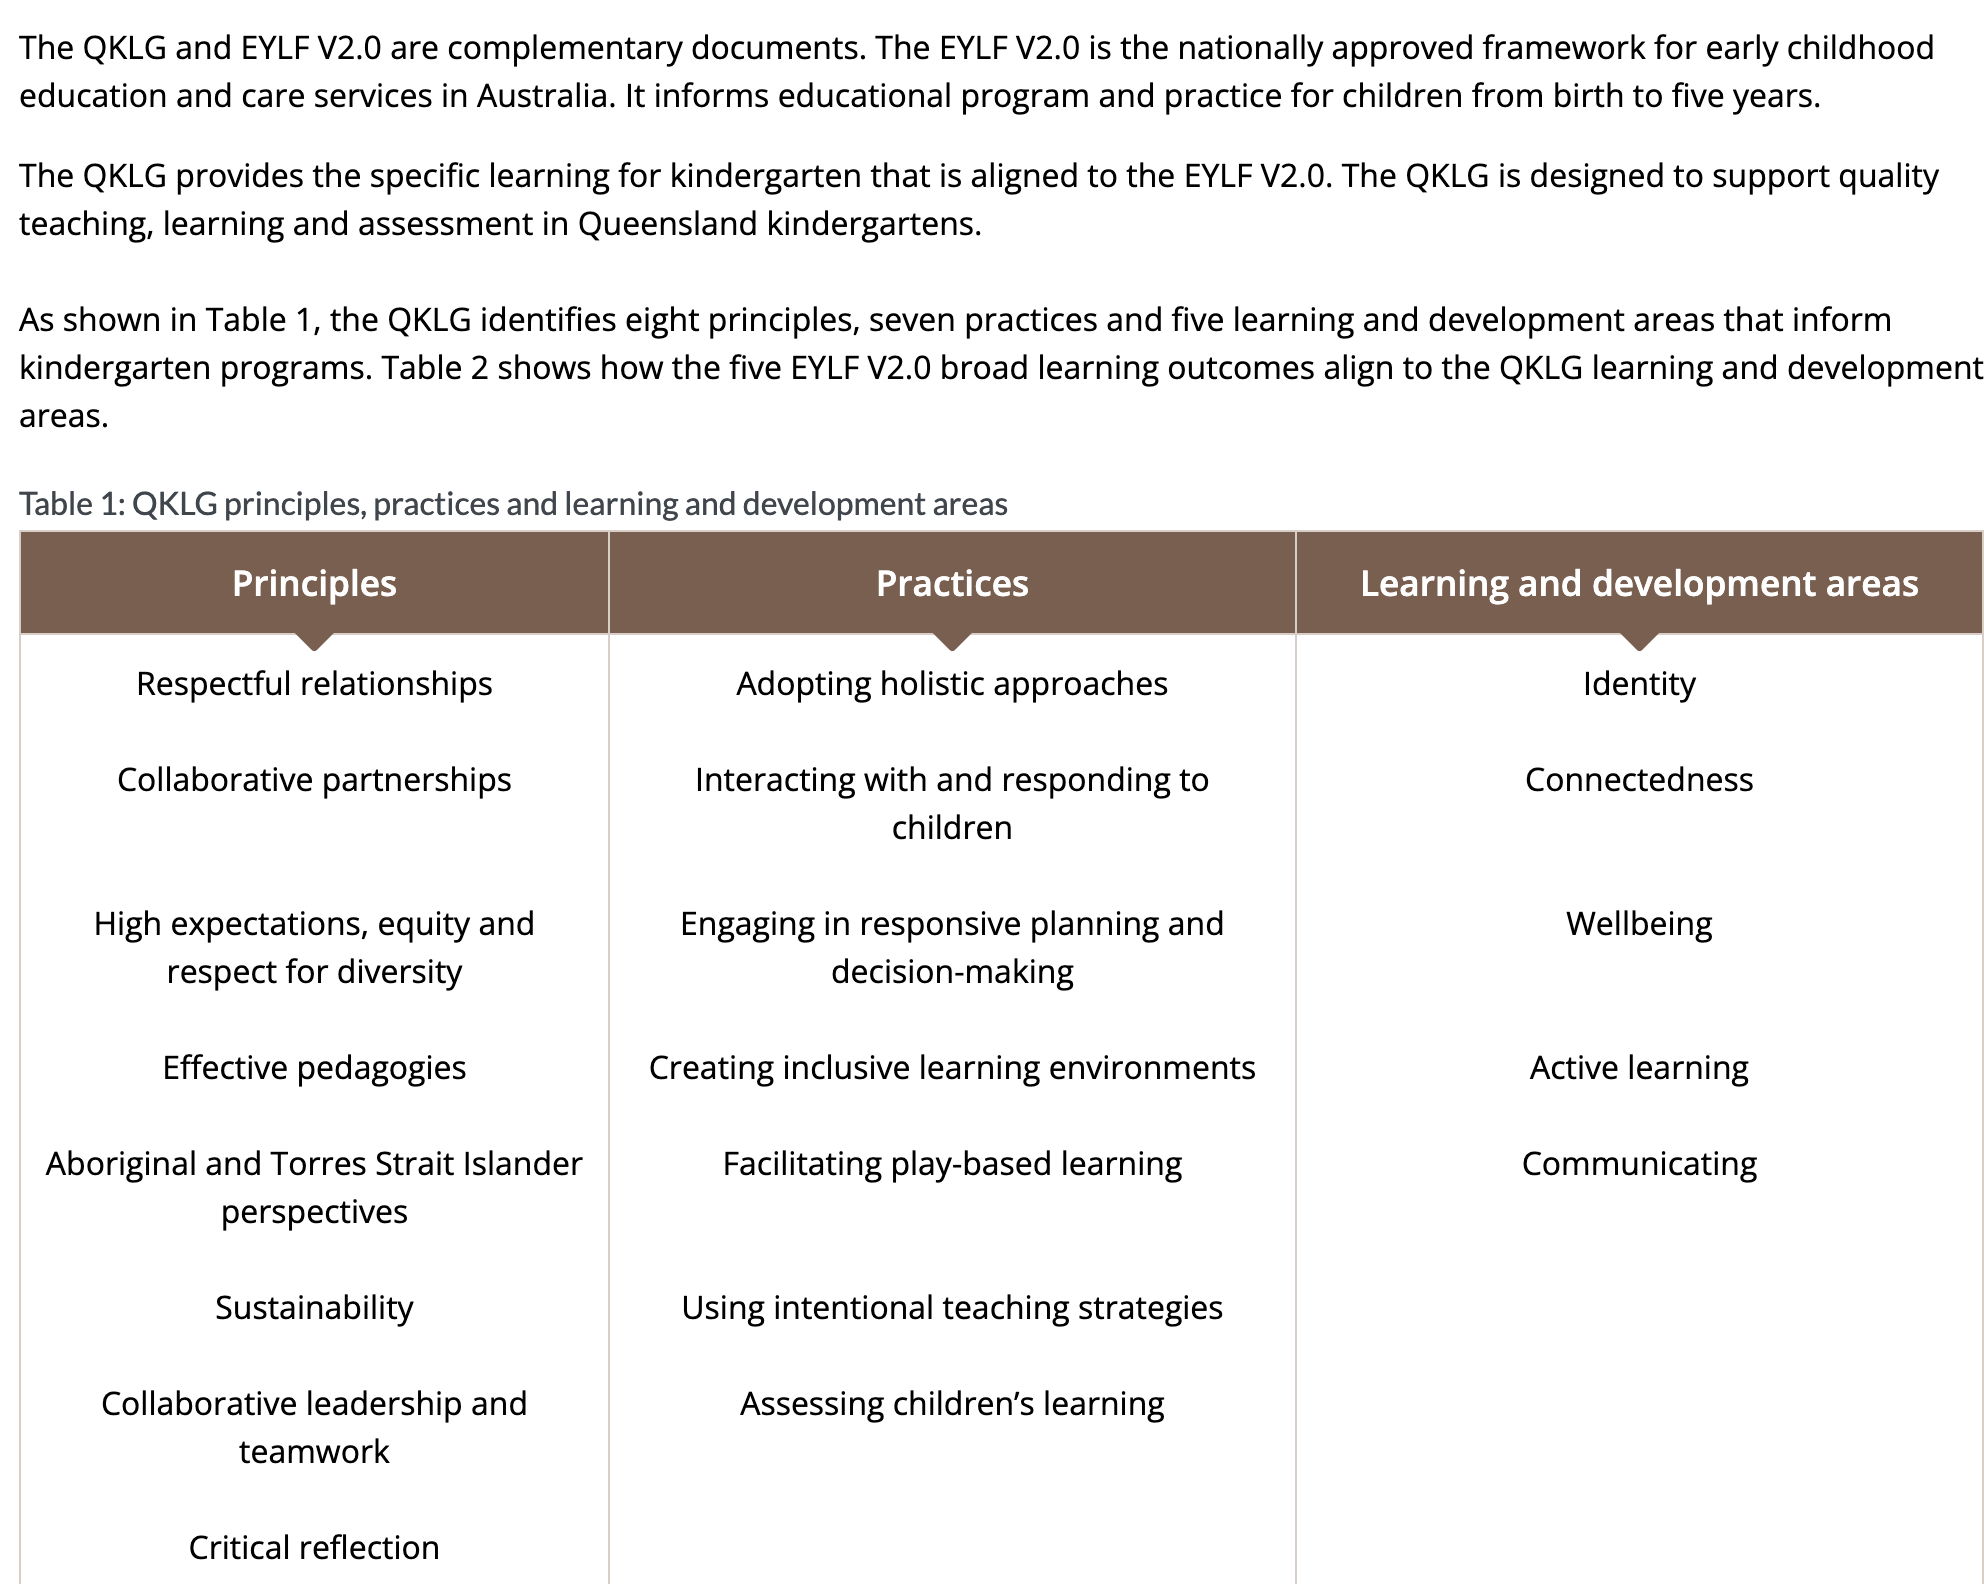 The QKLG and EYLF V2.0 are complementary documents. The EYLF V2.0 is the nationally approved framework for early childhood
education and care services in Australia. It informs educational program and practice for children from birth to five years.
The QKLG provides the specific learning for kindergarten that is aligned to the EYLF V2.0. The QKLG is designed to support quality
teaching, learning and assessment in Queensland kindergartens.
As shown in Table 1, the QKLG identifies eight principles, seven practices and five learning and development areas that inform
kindergarten programs. Table 2 shows how the five EYLF V2.0 broad learning outcomes align to the QKLG learning and development
areas.
Table 1: QKLG principles, practices and learning and development areas
Principles Practices Learning and development areas
Respectful relationships Adopting holistic approaches Identity
Collaborative partnerships Interacting with and responding to Connectedness
children
High expectations, equity and Engaging in responsive planning and Wellbeing
respect for diversity decision-making
Effective pedagogies Creating inclusive learning environments Active learning
Aboriginal and Torres Strait Islander Facilitating play-based learning Communicating
perspectives
Sustainability Using intentional teaching strategies
Collaborative leadership and Assessing children’s learning
teamwork
Critical reflection